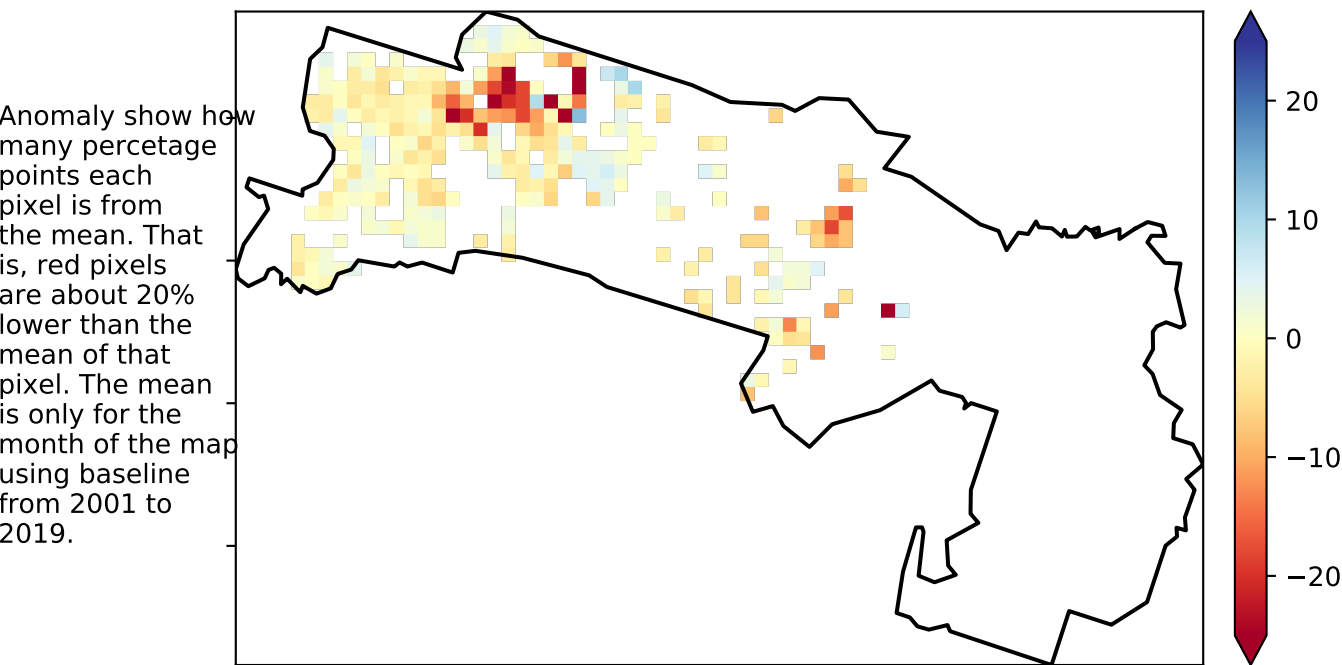 Anomaly show how
many percetage
points each
pixel is from
the mean. That
is, red pixels
are about 20%
lower than the
mean of that
pixel. The mean
is only for the
month of the map
using baseline
from 2001 to
2019.
20
10
0
−10
−20